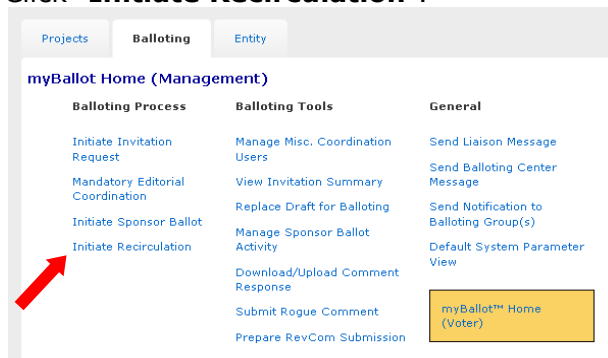 Click "Initiate Recirculation".
Projects Balloting Entity
myBallot Home (Management)
Balloting Process
Initiate Invitation
Request
Mandatory Editorial
Coordination
Initiate Sponsor Ballot
Initiate Recirculation
Balloting Tools
Manage Misc. Coordination
Users
View Invitation Summary
Replace Draft for Balloting
Manage Sponsor Ballot
Activity
Download/Upload Comment
Response
Submit Rogue Comment
Prepare RevCom Submission
General
Send Liaison Message
Send Balloting Center
Message
Send Notification to
Balloting Group(s)
Default System Parameter
View
myBallot™ Home
(Voter)